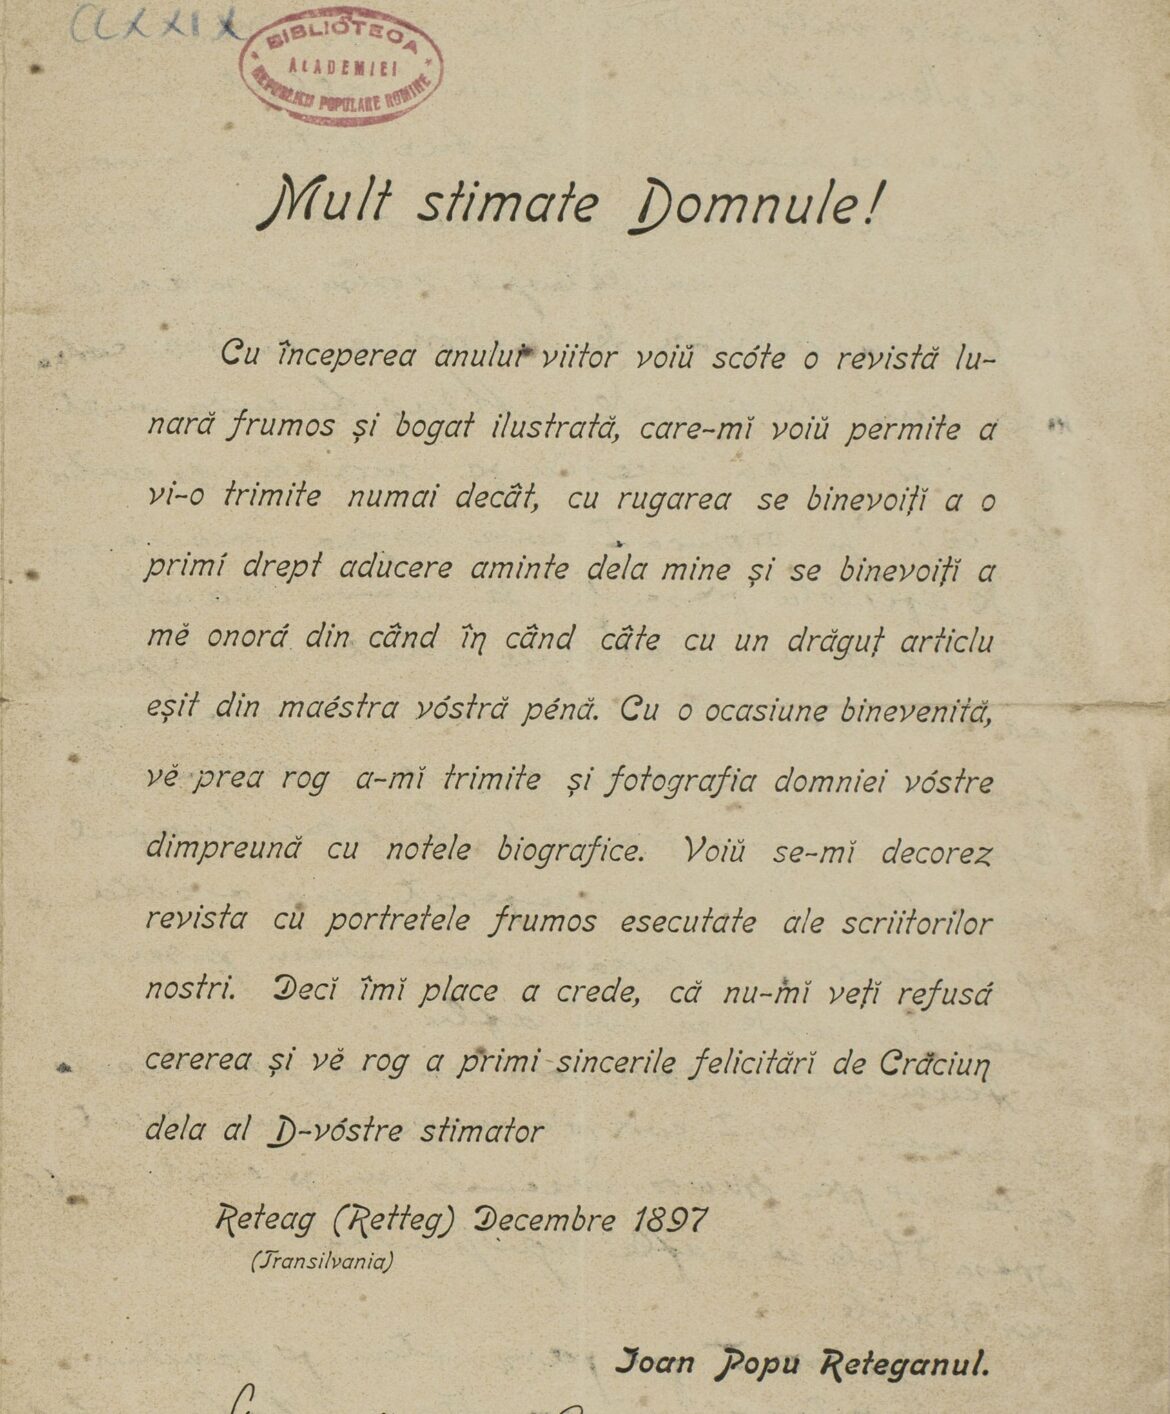 CLXXIX
BIBLIOTECA
ACADEMIEI
REPUBLICII POPULARE ROMÎNE
Mult stimate Domnule!
Cu începerea anului viitor voiŭ scóte o revistă lu-
nară frumos și bogat ilustrată, care-mĭ voiŭ permite a
vi-o trimite numai decât, cu rugarea se binevoițĭ a o
primí drept aducere aminte dela mine și se binevoițĭ a
mĕ onorá din când în când câte cu un drăguț articlu
eșit din maéstra vóstră pénă. Cu o ocasiune binevenită,
vĕ prea rog a-mĭ trimite și fotografia domniei vóstre
dimpreună cu notele biografice. Voiŭ se-mĭ decorez
revista cu portretele frumos esecutate ale scriitorilor
nostri. Decĭ îmĭ place a crede, că nu-mĭ vețĭ refusá
cererea și vĕ rog a primi sincerile felicitărĭ de Crăciun
dela al D-vóstre stimator
Reteag (Retteg) Decembre 1897
(Transilvania)
Ioan Popu Reteganul.